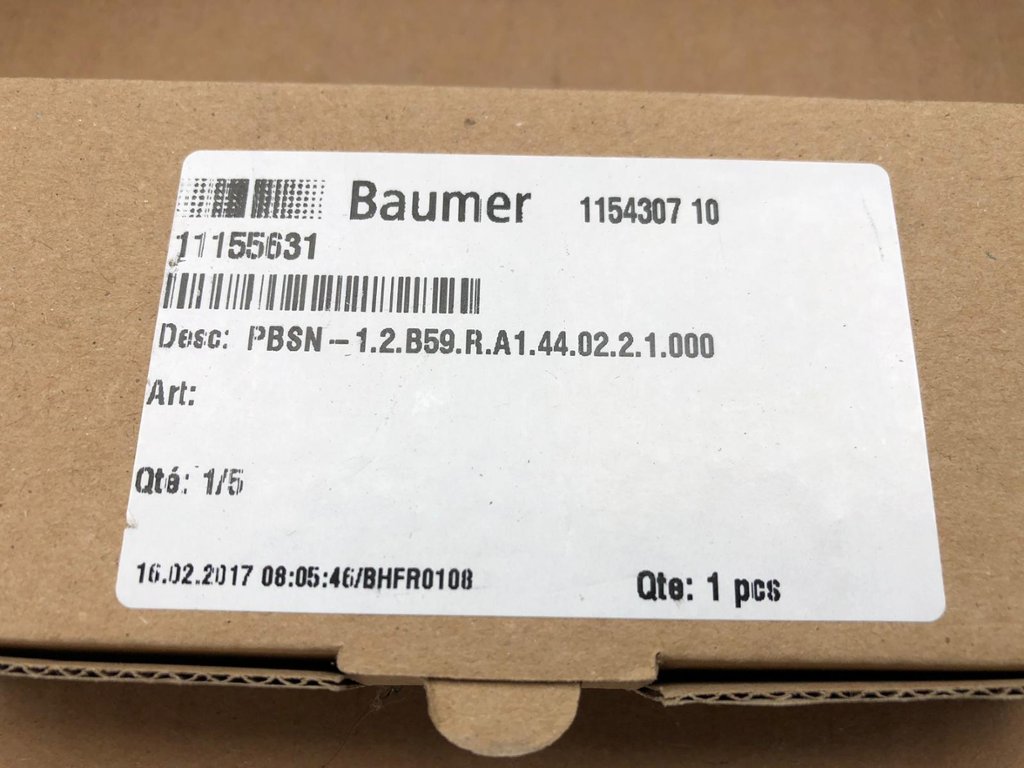 Baumer 1154307 10
11155631
Desc: PBSN-1.2.B59.R.A1.44.02.2.1.000
Art:
Qté: 1/5
16.02.2017 08:05:46/BHFR0108
Qte: 1 pcs